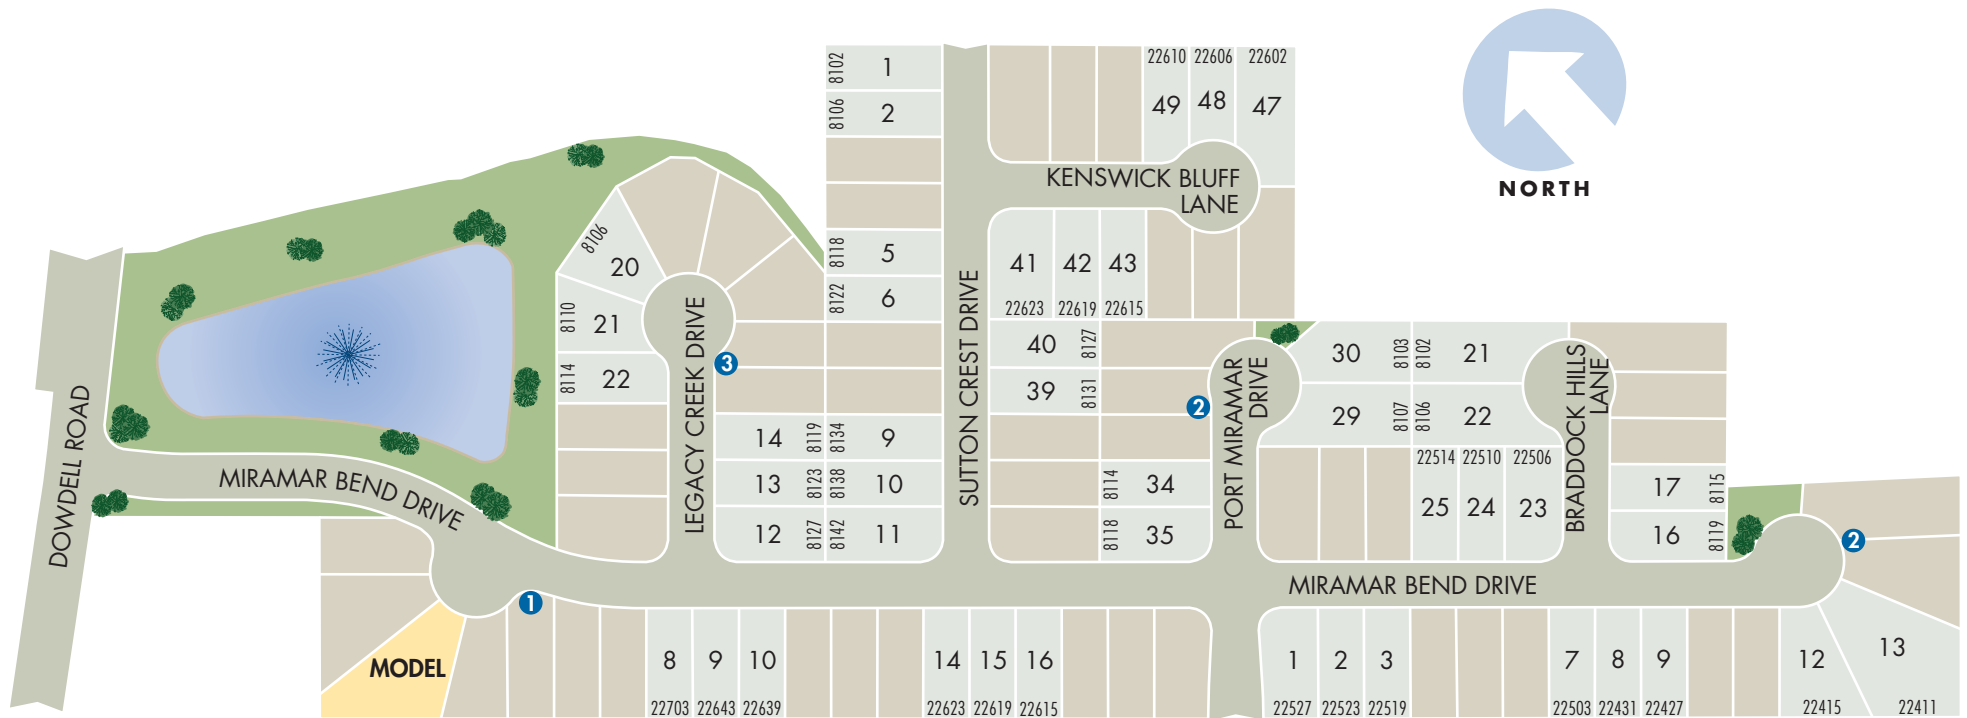 8102 1
8106 2
8118 5
8122 6
22610 22606 22602
49 48 47
NORTH
KENSWICK BLUFF
LANE
41 42 43
22623 22619 22615
40 8127
39 8131
8106 20
8110 21
8114 22
LEGACY CREEK DRIVE
3
SUTTON CREST DRIVE
14 8119 8134 9
13 8123 8138 10
12 8127 8142 11
8114 34
8118 35
2
PORT MIRAMAR
DRIVE
30 8103 8102 21
29 8107 8106 22
22514 22510 22506
25 24 23
BRADDOCK HILLS
LANE
17 8115
16 8119
2
DOWDELL ROAD
MIRAMAR BEND DRIVE
MIRAMAR BEND DRIVE
1
MODEL
8 9 10
22703 22643 22639
14 15 16
22623 22619 22615
1 2 3
22527 22523 22519
7 8 9
22503 22431 22427
12 13
22415 22411